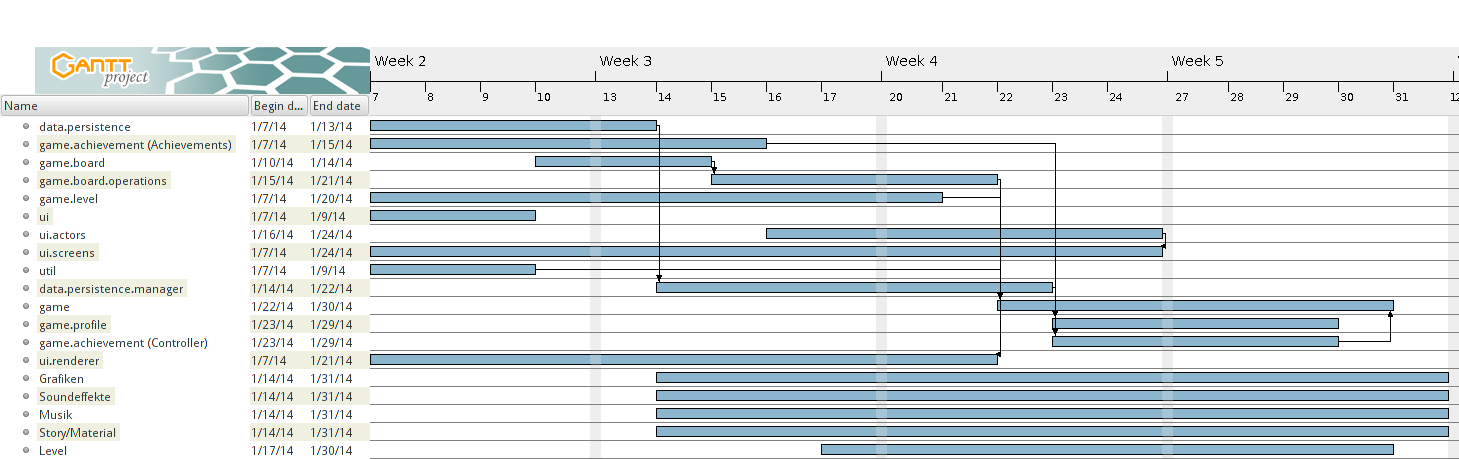 GANTT
project
Week 2 Week 3 Week 4 Week 5
7 8 9 10 13 14 15 16 17 20 21 22 23 24 27 28 29 30 31
Name Begin d... End date
data.persistence 1/7/14 1/13/14
game.achievement (Achievements) 1/7/14 1/15/14
game.board 1/10/14 1/14/14
game.board.operations 1/15/14 1/21/14
game.level 1/7/14 1/20/14
ui 1/7/14 1/9/14
ui.actors 1/16/14 1/24/14
ui.screens 1/7/14 1/24/14
util 1/7/14 1/9/14
data.persistence.manager 1/14/14 1/22/14
game 1/22/14 1/30/14
game.profile 1/23/14 1/29/14
game.achievement (Controller) 1/23/14 1/29/14
ui.renderer 1/7/14 1/21/14
Grafiken 1/14/14 1/31/14
Soundeffekte 1/14/14 1/31/14
Musik 1/14/14 1/31/14
Story/Material 1/14/14 1/31/14
Level 1/17/14 1/30/14